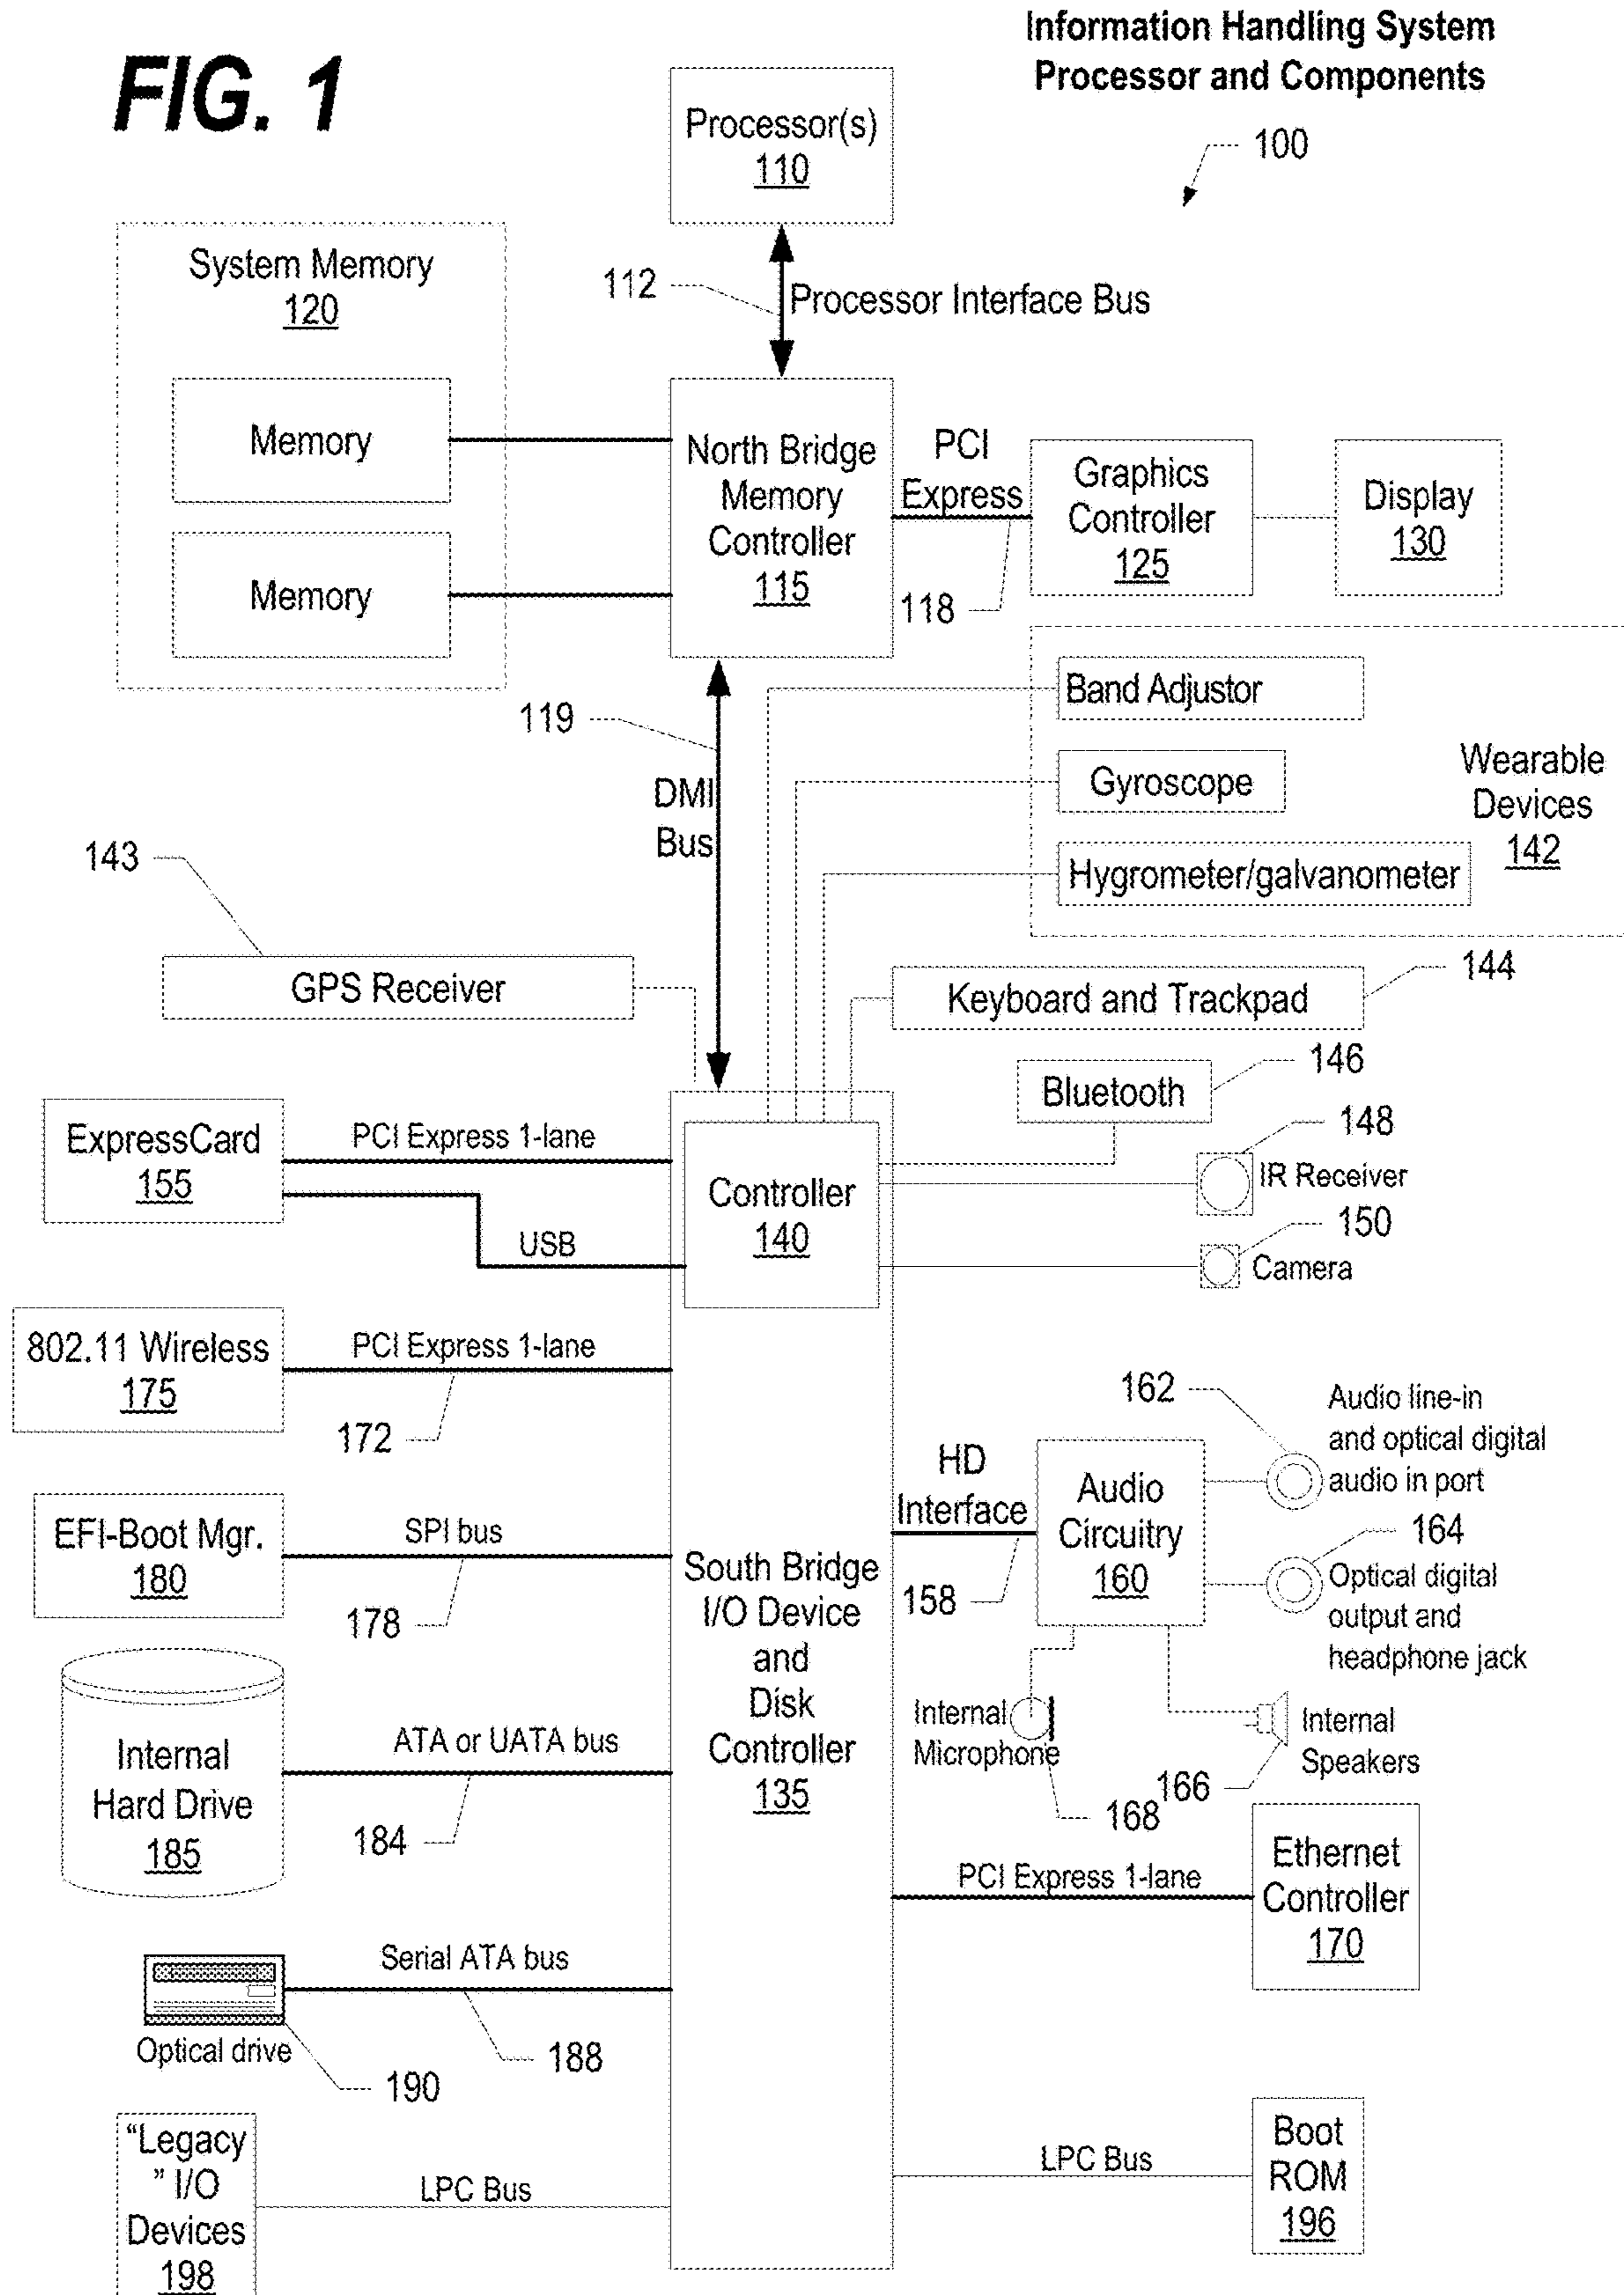 FIG. 1
Information Handling System
Processor and Components
100
Processor(s)
110
112
Processor Interface Bus
System Memory
120
Memory
Memory
North Bridge
Memory
Controller
115
PCI
Express
118
Graphics
Controller
125
Display
130
119
DMI
Bus
Band Adjustor
Gyroscope
Hygrometer/galvanometer
Wearable
Devices
142
143
GPS Receiver
Keyboard and Trackpad
144
Bluetooth
146
148
IR Receiver
150
Camera
ExpressCard
155
PCI Express 1-lane
USB
Controller
140
802.11 Wireless
175
PCI Express 1-lane
172
EFI-Boot Mgr.
180
SPI bus
178
Internal
Hard Drive
185
ATA or UATA bus
184
South Bridge
I/O Device
and
Disk
Controller
135
HD
Interface
158
Audio
Circuitry
160
162
Audio line-in
and optical digital
audio in port
164
Optical digital
output and
headphone jack
Internal
Microphone
168
166
Internal
Speakers
PCI Express 1-lane
Ethernet
Controller
170
Serial ATA bus
188
Optical drive
190
“Legacy
” I/O
Devices
198
LPC Bus
LPC Bus
Boot
ROM
196